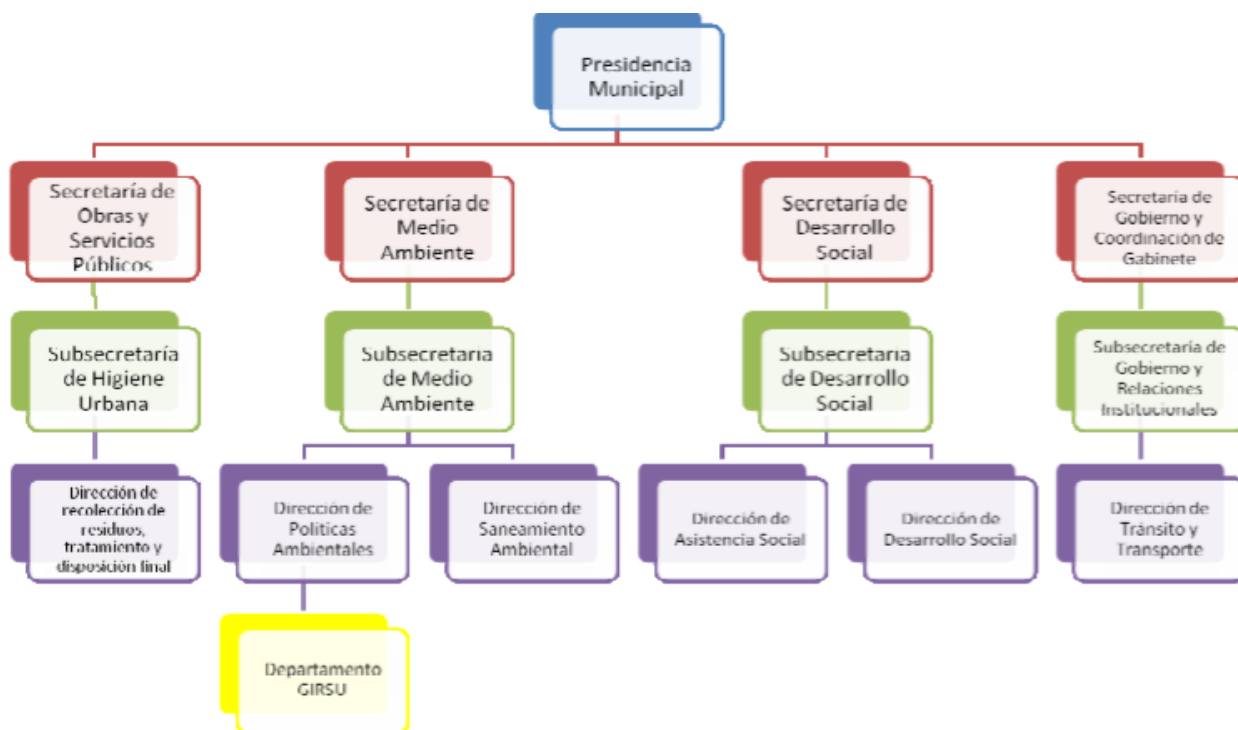 Presidencia
Municipal
Secretaría de
Obras y
Servicios
Públicos
Secretaría de
Medio
Ambiente
Secretaría de
Desarrollo
Social
Secretaría de
Gobierno y
Coordinación de
Gabinete
Subsecretaría
de Higiene
Urbana
Subsecretaría
de Medio
Ambiente
Subsecretaría
de Desarrollo
Social
Subsecretaría de
Gobierno y
Relaciones
Institucionales
Dirección de
recolección de
residuos,
tratamiento y
disposición final
Dirección de
Políticas
Ambientales
Dirección de
Saneamiento
Ambiental
Dirección de
Asistencia Social
Dirección de
Desarrollo Social
Dirección de
Tránsito y
Transporte
Departamento
GIRSU